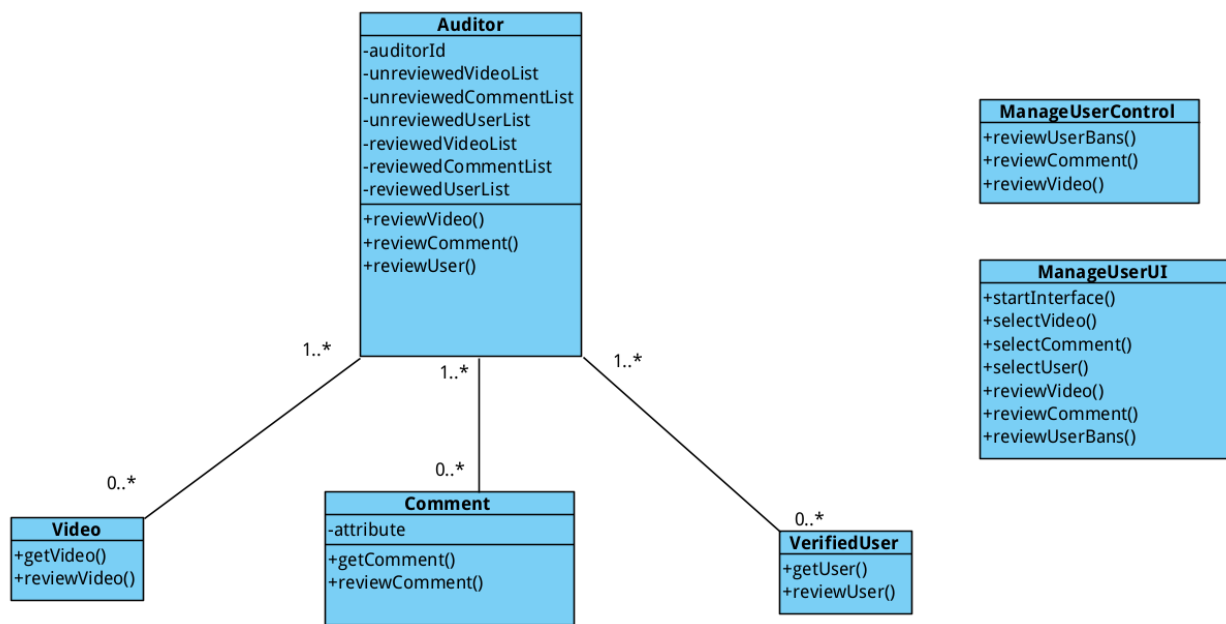 Auditor
-auditorId
-unreviewedVideoList
-unreviewedCommentList
-unreviewedUserList
-reviewedVideoList
-reviewedCommentList
-reviewedUserList
+reviewVideo()
+reviewComment()
+reviewUser()
ManageUserControl
+reviewUserBans()
+reviewComment()
+reviewVideo()
ManageUserUI
+startInterface()
+selectVideo()
+selectComment()
+selectUser()
+reviewVideo()
+reviewComment()
+reviewUserBans()
1..*
1..*
1..*
0..*
0..*
0..*
Video
+getVideo()
+reviewVideo()
Comment
-attribute
+getComment()
+reviewComment()
VerifiedUser
+getUser()
+reviewUser()